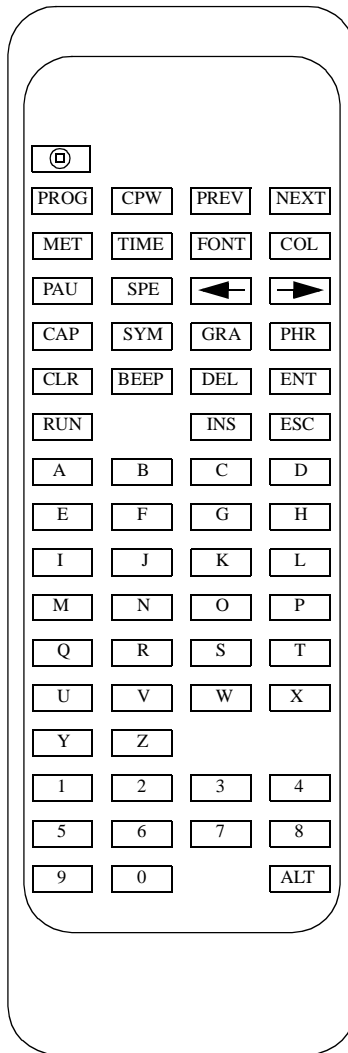 PROG CPW PREV NEXT
MET TIME FONT COL
PAU SPE
CAP SYM GRA PHR
CLR BEEP DEL ENT
RUN INS ESC
A B C D
E F G H
I J K L
M N O P
Q R S T
U V W X
Y Z
1 2 3 4
5 6 7 8
9 0 ALT